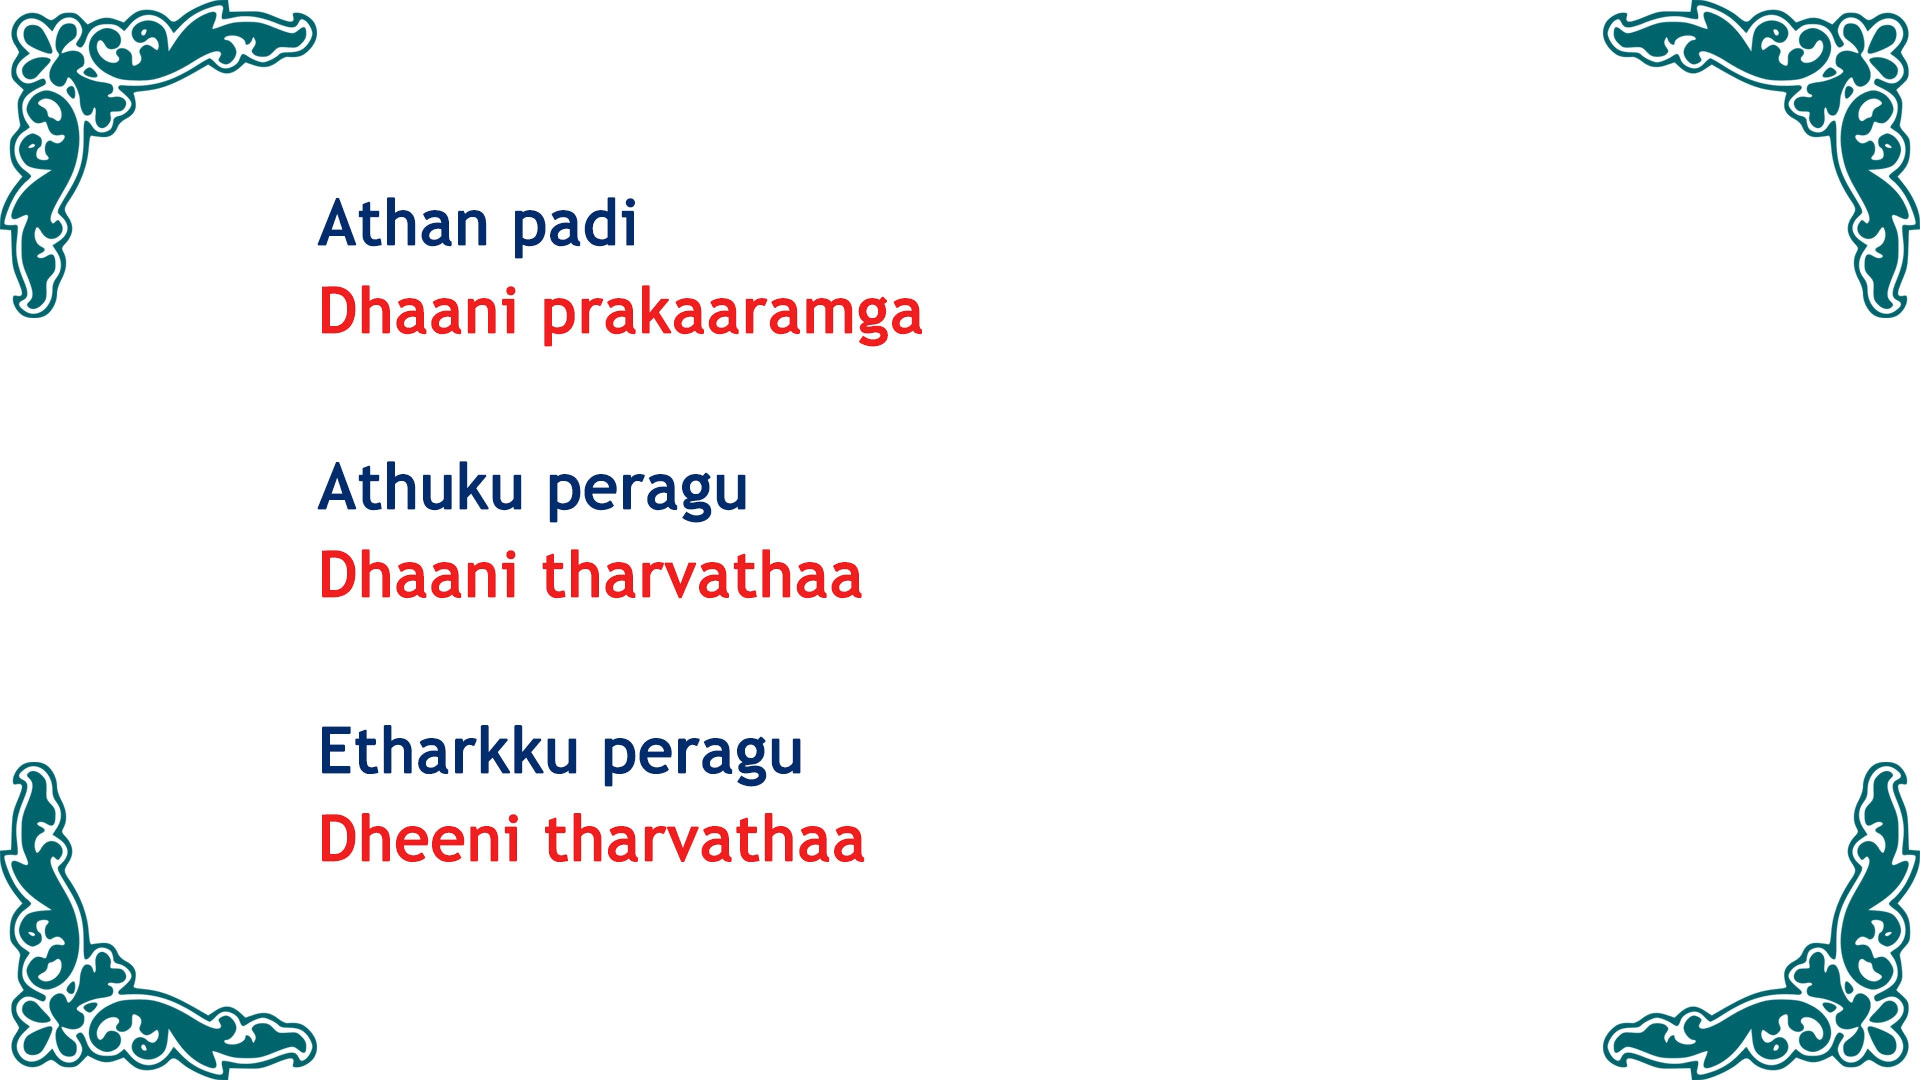 Athan padi
Dhaani prakaaramga
Athuku peragu
Dhaani tharvathaa
Etharkku peragu
Dheeni tharvathaa